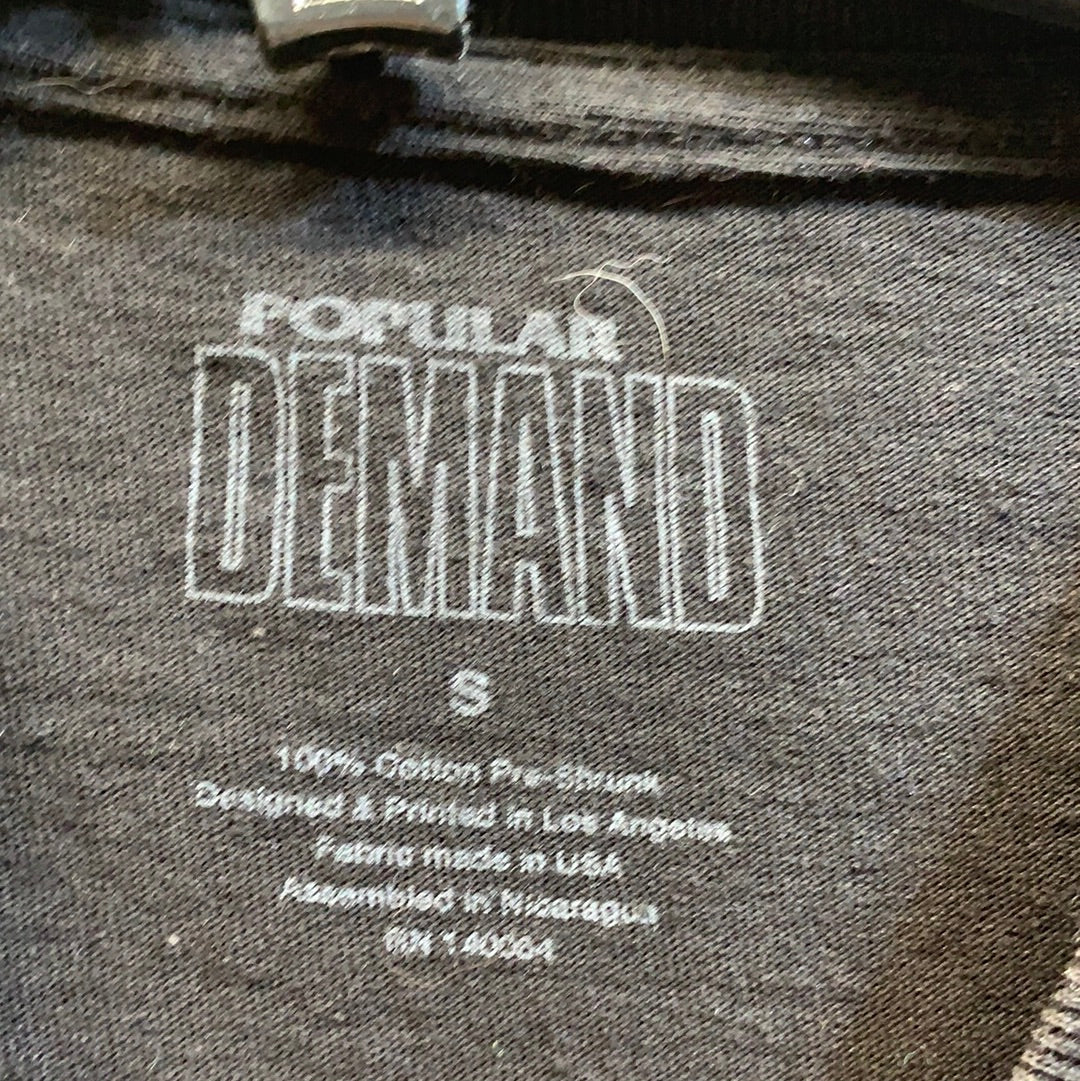 POPULAR
DEMAND
S
100% Cotton Pre-Shrunk
Designed & Printed in Los Angeles
Fabric made in USA
Assembled in Nicaragua
RN